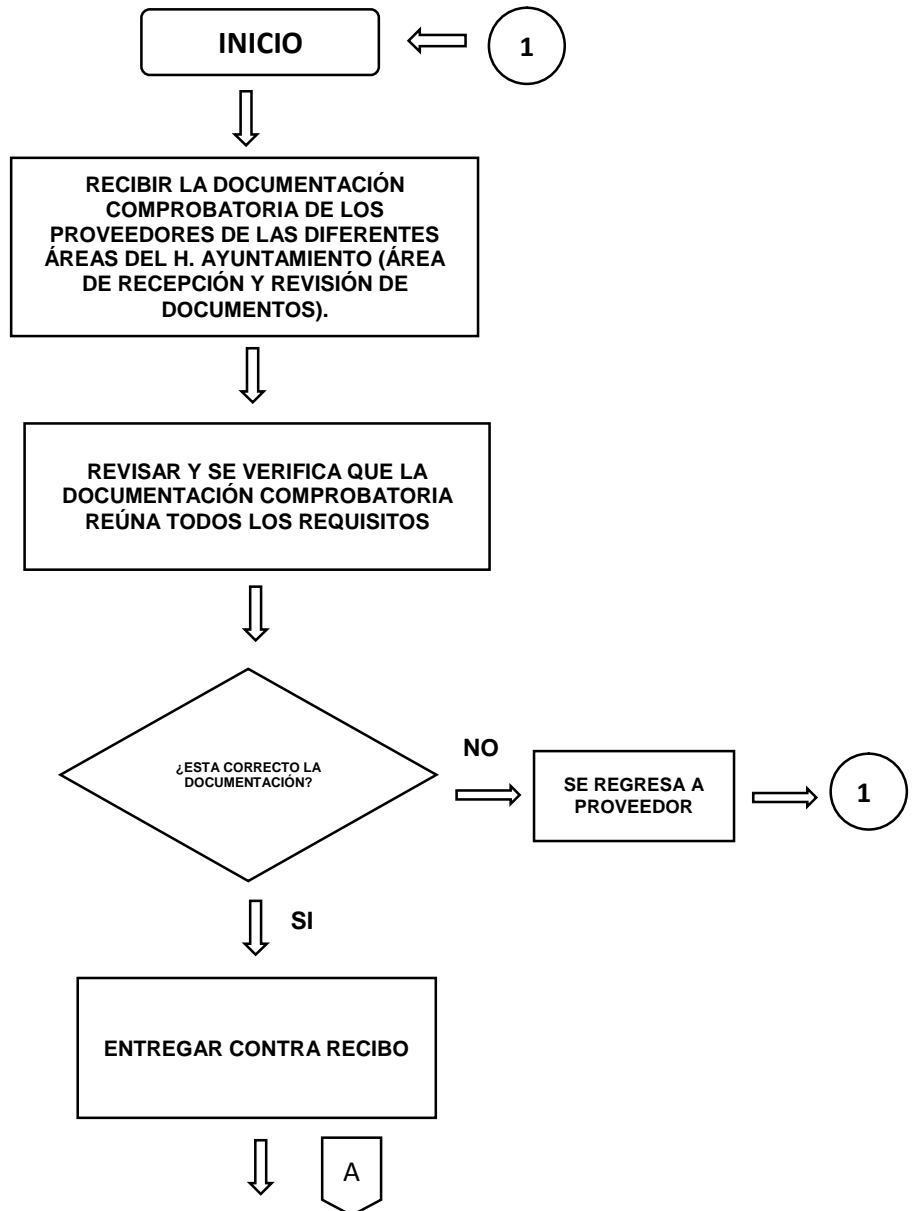 INICIO
1
RECIBIR LA DOCUMENTACIÓN
COMPROBATORIA DE LOS
PROVEEDORES DE LAS DIFERENTES
ÁREAS DEL H. AYUNTAMIENTO (ÁREA
DE RECEPCIÓN Y REVISIÓN DE
DOCUMENTOS).
REVISAR Y SE VERIFICA QUE LA
DOCUMENTACIÓN COMPROBATORIA
REÚNA TODOS LOS REQUISITOS
¿ESTA CORRECTO LA
DOCUMENTACIÓN?
NO
SE REGRESA A
PROVEEDOR
1
SI
ENTREGAR CONTRA RECIBO
A